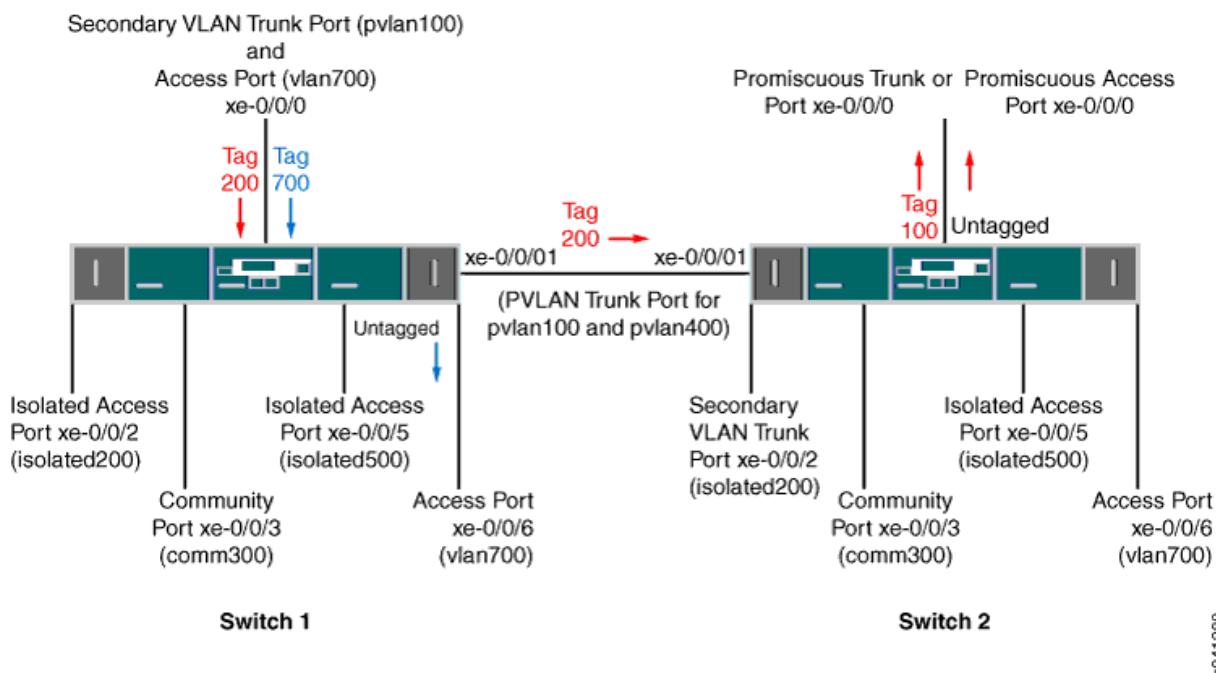 Secondary VLAN Trunk Port (pvlan100)
and
Access Port (vlan700)
xe-0/0/0
Promiscuous Trunk or Promiscuous Access
Port xe-0/0/0 Port xe-0/0/0
Tag Tag
200 700
Tag
200
Tag
100
Untagged
xe-0/0/01 xe-0/0/01
(PVLAN Trunk Port for
pvlan100 and pvlan400)
Untagged
Isolated Access
Port xe-0/0/2
(isolated200)
Isolated Access
Port xe-0/0/5
(isolated500)
Community
Port xe-0/0/3
(comm300)
Access Port
xe-0/0/6
(vlan700)
Secondary
VLAN Trunk
Port xe-0/0/2
(isolated200)
Isolated Access
Port xe-0/0/5
(isolated500)
Community
Port xe-0/0/3
(comm300)
Access Port
xe-0/0/6
(vlan700)
Switch 1
Switch 2